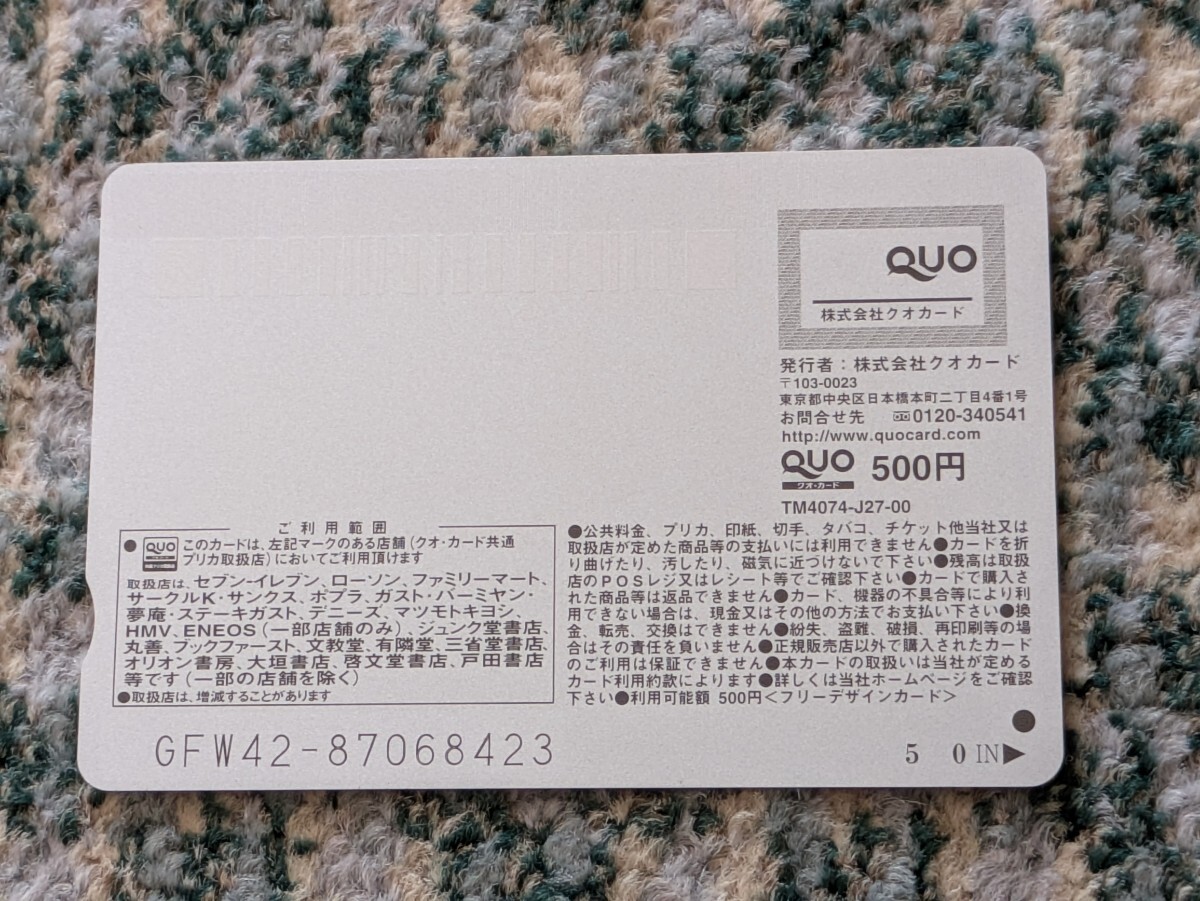 QUO
株式会社クオカード
発行者：株式会社クオカード
〒103-0023
東京都中央区日本橋本町二丁目4番1号
お問合せ先 0120-340541
http://www.quocard.com
QUO 500円
クオ・カード
TM4074-J27-00
ご利用範囲
●QUO このカードは、左記マークのある店舗（クオ・カード共通
プリカ取扱店）においてご利用頂けます
取扱店は、セブン-イレブン、ローソン、ファミリーマート、
サークルK・サンクス、ポプラ、ガスト・バーミヤン・
夢庵・ステーキガスト、デニーズ、マツモトキヨシ、
HMV、ENEOS（一部店舗のみ）、ジュンク堂書店、
丸善、ブックファースト、文教堂、有隣堂、三省堂書店、
オリオン書房、大垣書店、啓文堂書店、戸田書店
等です（一部の店舗を除く）
●取扱店は、増減することがあります
●公共料金、プリカ、印紙、切手、タバコ、チケット他当社又は
取扱店が定めた商品等の支払いには利用できません●カードを折
り曲げたり、汚したり、磁気に近づけないで下さい●残高は取扱
店のPOSレジ又はレシート等でご確認下さい●カードで購入さ
れた商品等は返品できません●カード、機器の不具合等により利
用できない場合は、現金又はその他の方法でお支払い下さい●換
金、転売、交換はできません●紛失、盗難、破損、再印刷等の場
合はその責任を負いません●正規販売店以外で購入されたカード
のご利用は保証できません●本カードの取扱いは当社が定める
カード利用約款によります●詳しくは当社ホームページをご確認
下さい●利用可能額 500円＜フリーデザインカード＞
GFW42-87068423
5 0 IN▶